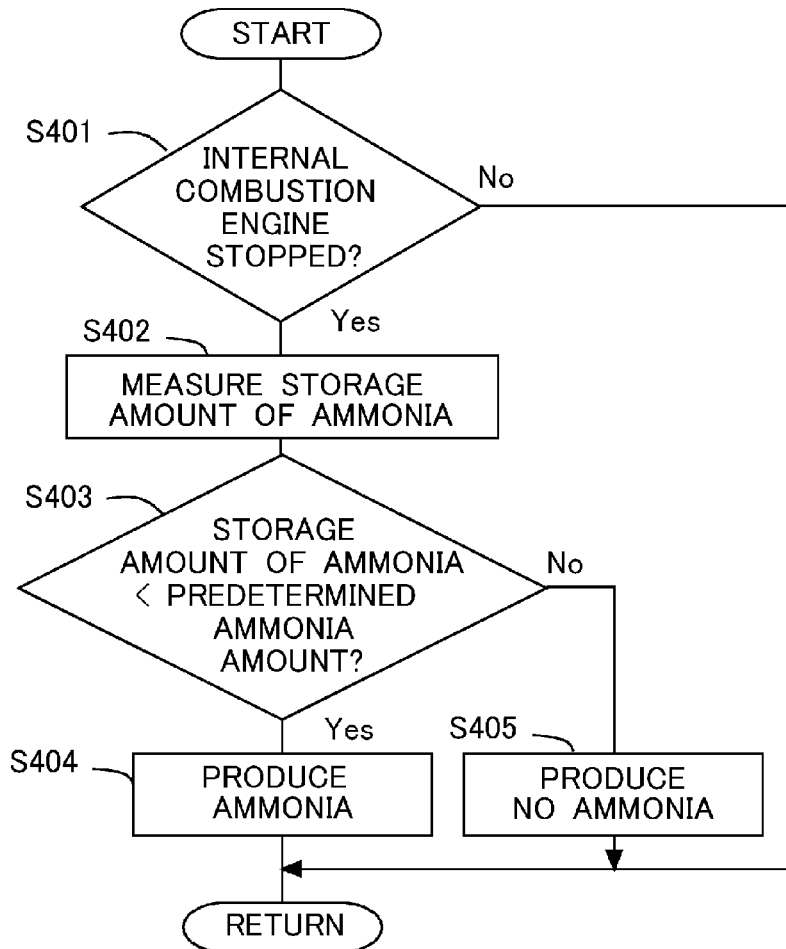 START
S401
INTERNAL
COMBUSTION
ENGINE
STOPPED?
No
Yes
S402
MEASURE STORAGE
AMOUNT OF AMMONIA
S403
STORAGE
AMOUNT OF AMMONIA
< PREDETERMINED
AMMONIA
AMOUNT?
No
Yes
S404
PRODUCE
AMMONIA
S405
PRODUCE
NO AMMONIA
RETURN